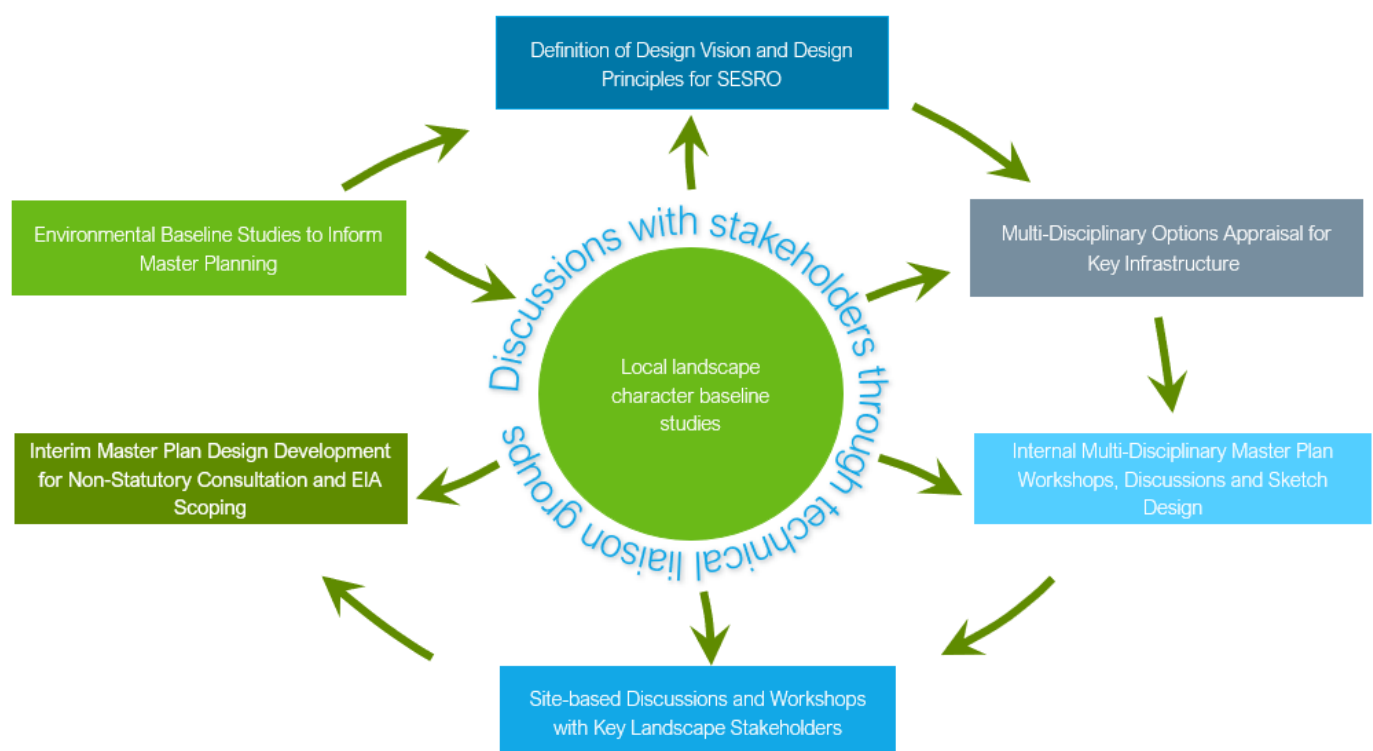 Definition of Design Vision and Design
Principles for SESRO
Environmental Baseline Studies to Inform
Master Planning
Multi-Disciplinary Options Appraisal for
Key Infrastructure
Discussions with stakeholders through technical liaison groups
Local landscape
character baseline
studies
Interim Master Plan Design Development
for Non-Statutory Consultation and EIA
Scoping
Internal Multi-Disciplinary Master Plan
Workshops, Discussions and Sketch
Design
Site-based Discussions and Workshops
with Key Landscape Stakeholders